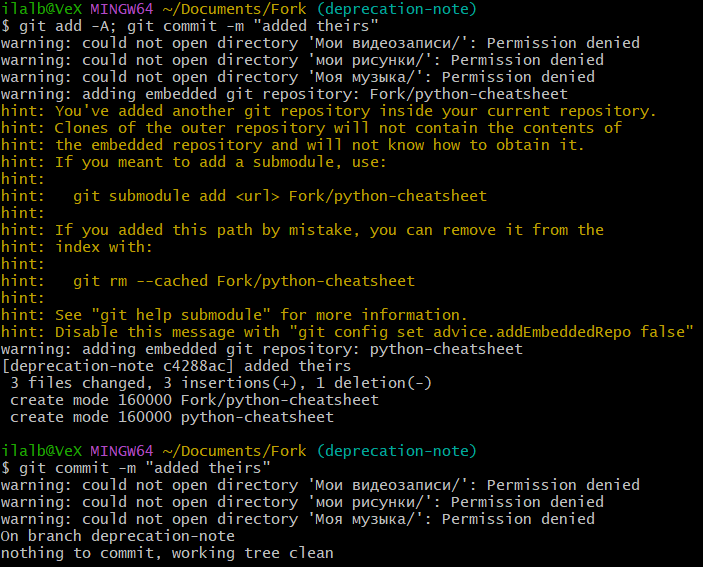 ilalb@VeX MINGW64 ~/Documents/Fork (deprecation-note)
$ git add -A; git commit -m "added theirs"
warning: could not open directory 'Мои видеозаписи/': Permission denied
warning: could not open directory 'мои рисунки/': Permission denied
warning: could not open directory 'Моя музыка/': Permission denied
warning: adding embedded git repository: Fork/python-cheatsheet
hint: You've added another git repository inside your current repository.
hint: Clones of the outer repository will not contain the contents of
hint: the embedded repository and will not know how to obtain it.
hint: If you meant to add a submodule, use:
hint:
hint:   git submodule add <url> Fork/python-cheatsheet
hint:
hint: If you added this path by mistake, you can remove it from the
hint: index with:
hint:
hint:   git rm --cached Fork/python-cheatsheet
hint:
hint: See "git help submodule" for more information.
hint: Disable this message with "git config set advice.addEmbeddedRepo false"
warning: adding embedded git repository: python-cheatsheet
[deprecation-note c4288ac] added theirs
 3 files changed, 3 insertions(+), 1 deletion(-)
 create mode 160000 Fork/python-cheatsheet
 create mode 160000 python-cheatsheet
ilalb@VeX MINGW64 ~/Documents/Fork (deprecation-note)
$ git commit -m "added theirs"
warning: could not open directory 'Мои видеозаписи/': Permission denied
warning: could not open directory 'мои рисунки/': Permission denied
warning: could not open directory 'Моя музыка/': Permission denied
On branch deprecation-note
nothing to commit, working tree clean